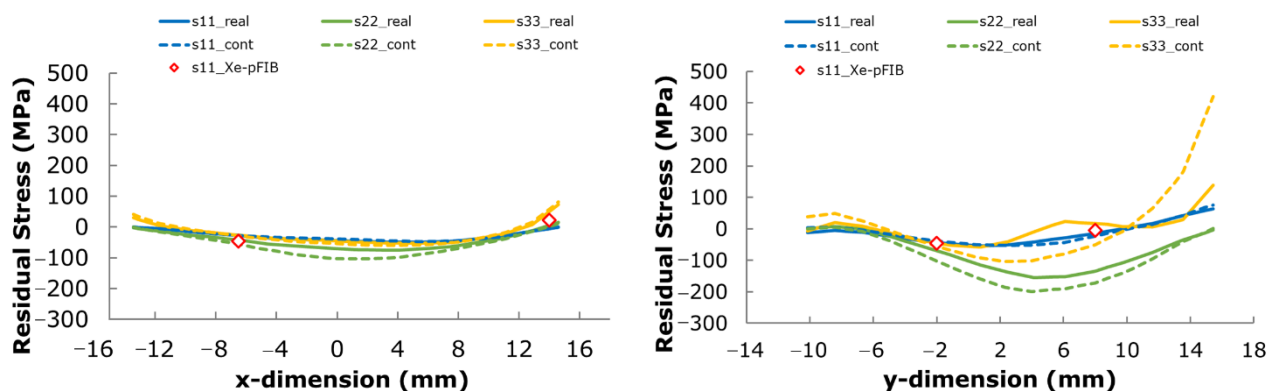 s11_real s22_real s33_real
s11_cont s22_cont s33_cont
s11_Xe-pFIB
500
400
300
200
100
0
−100
−200
−300
−16 −12 −8 −4 0 4 8 12 16
Residual Stress (MPa)
x-dimension (mm)
s11_real s22_real s33_real
s11_cont s22_cont s33_cont
s11_Xe-pFIB
500
400
300
200
100
0
−100
−200
−300
−14 −10 −6 −2 2 6 10 14 18
Residual Stress (MPa)
y-dimension (mm)